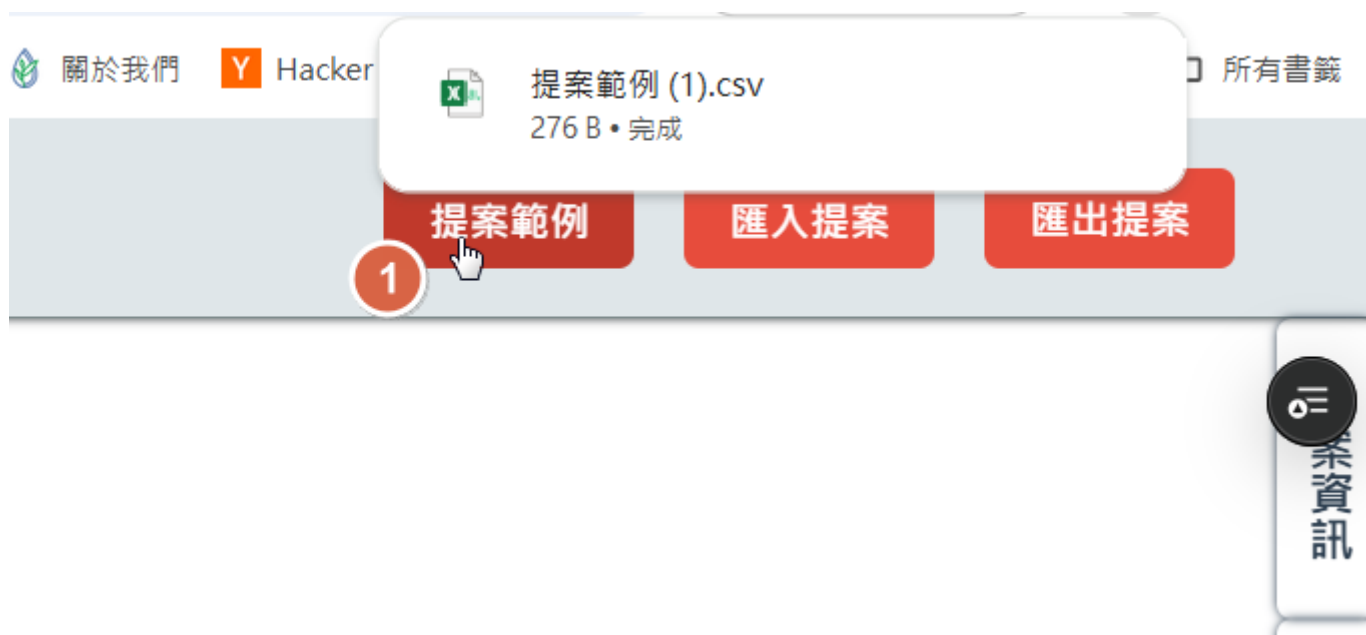 關於我們
Y Hacker
提案範例 (1).csv
276 B • 完成
所有書籤
提案範例
匯入提案
匯出提案
1
案資訊